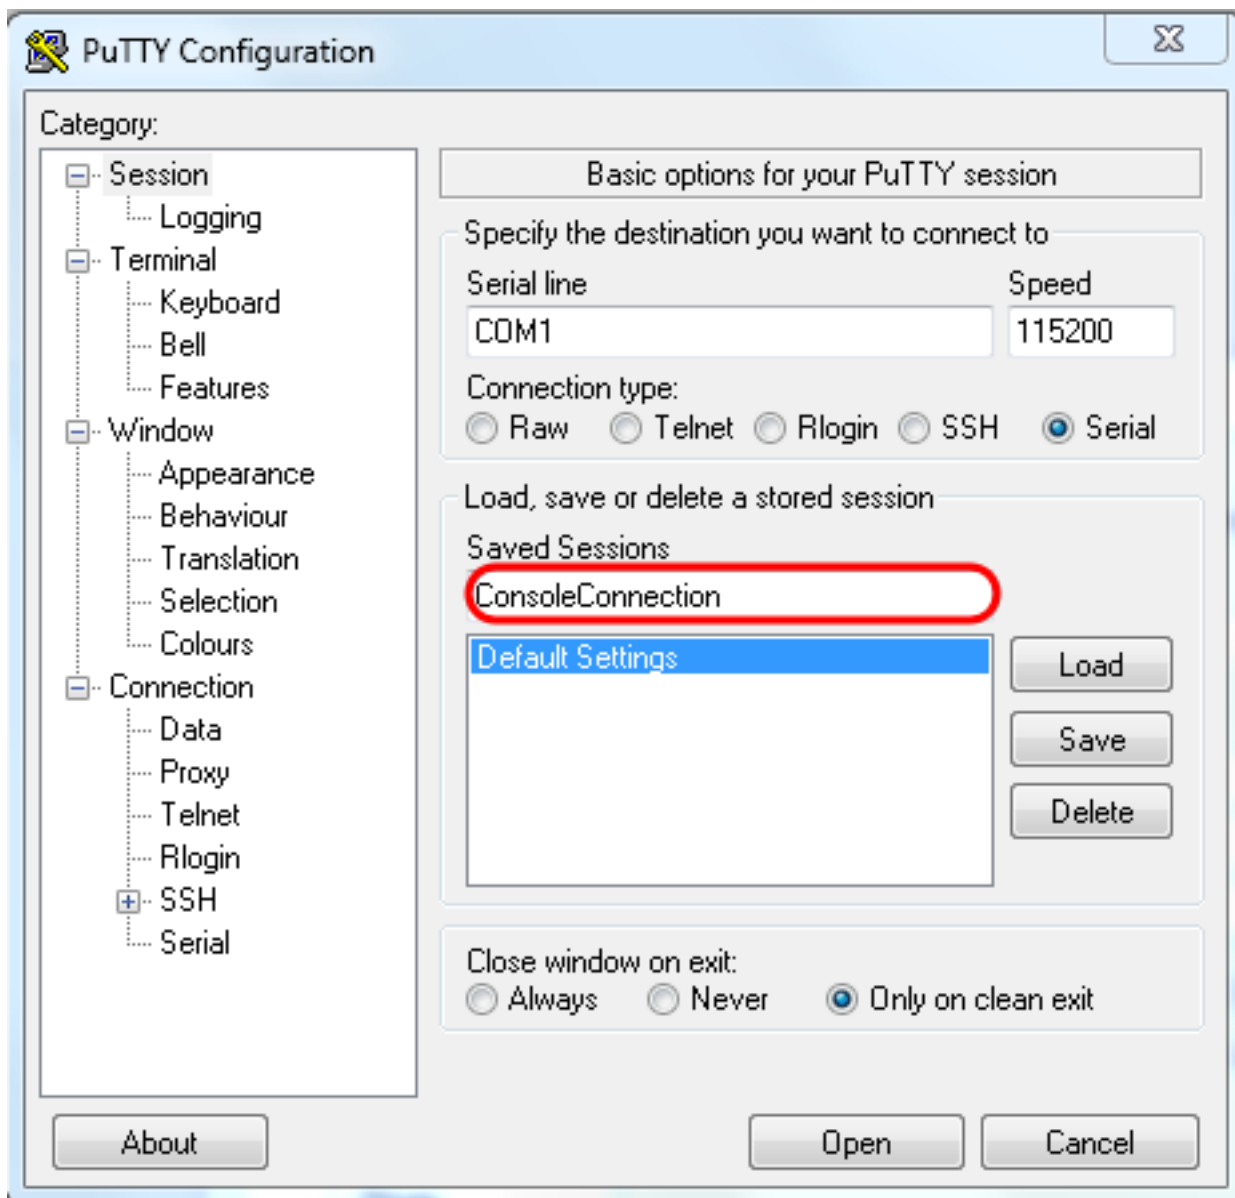 PuTTY Configuration
Category:
Session
Logging
Terminal
Keyboard
Bell
Features
Window
Appearance
Behaviour
Translation
Selection
Colours
Connection
Data
Proxy
Telnet
Rlogin
SSH
Serial
Basic options for your PuTTY session
Specify the destination you want to connect to
Serial line Speed
COM1 115200
Connection type:
Raw Telnet Rlogin SSH Serial
Load, save or delete a stored session
Saved Sessions
ConsoleConnection
Default Settings
Load
Save
Delete
Close window on exit:
Always Never Only on clean exit
About Open Cancel